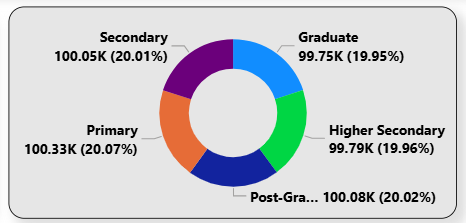 Secondary
100.05K (20.01%)
Graduate
99.75K (19.95%)
Primary
100.33K (20.07%)
Higher Secondary
99.79K (19.96%)
Post-Gra... 100.08K (20.02%)